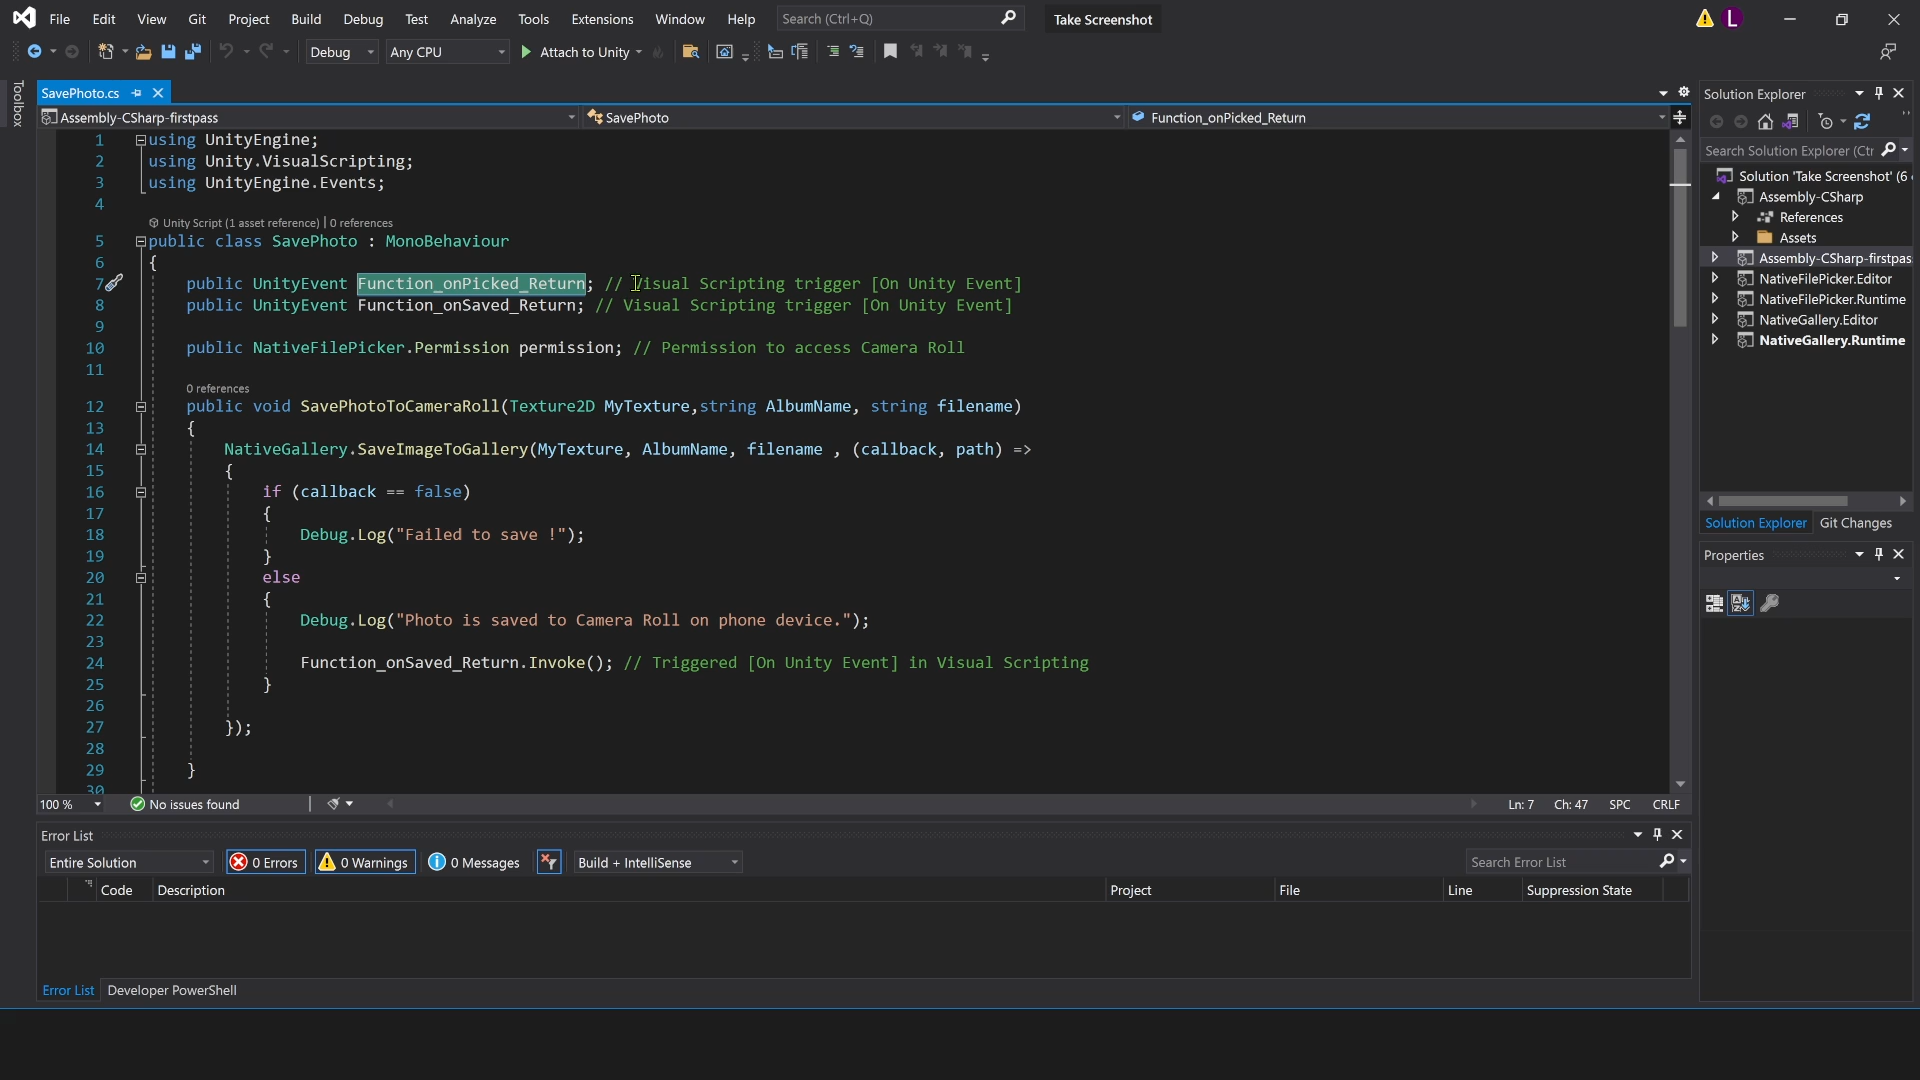 File Edit View Git Project Build Debug Test Analyze Tools Extensions Window Help Search (Ctrl+Q) Take Screenshot L
Debug Any CPU Attach to Unity
Toolbox
SavePhoto.cs
Assembly-CSharp-firstpass SavePhoto Function_onPicked_Return
1 using UnityEngine;
2 using Unity.VisualScripting;
3 using UnityEngine.Events;
4
Unity Script (1 asset reference) | 0 references
5 public class SavePhoto : MonoBehaviour
6 {
7 public UnityEvent Function_onPicked_Return; // Visual Scripting trigger [On Unity Event]
8 public UnityEvent Function_onSaved_Return; // Visual Scripting trigger [On Unity Event]
9
10 public NativeFilePicker.Permission permission; // Permission to access Camera Roll
11
0 references
12 public void SavePhotoToCameraRoll(Texture2D MyTexture,string AlbumName, string filename)
13 {
14 NativeGallery.SaveImageToGallery(MyTexture, AlbumName, filename , (callback, path) =>
15 {
16 if (callback == false)
17 {
18 Debug.Log("Failed to save !");
19 }
20 else
21 {
22 Debug.Log("Photo is saved to Camera Roll on phone device.");
23
24 Function_onSaved_Return.Invoke(); // Triggered [On Unity Event] in Visual Scripting
25 }
26
27 });
28
29 }
30
100 % No issues found Ln: 7 Ch: 47 SPC CRLF
Error List
Entire Solution 0 Errors 0 Warnings 0 Messages Build + IntelliSense Search Error List
Code Description Project File Line Suppression State
Error List Developer PowerShell
Solution Explorer
Search Solution Explorer (Ctr
Solution 'Take Screenshot' (6
Assembly-CSharp
References
Assets
Assembly-CSharp-firstpas
NativeFilePicker.Editor
NativeFilePicker.Runtime
NativeGallery.Editor
NativeGallery.Runtime
Solution Explorer Git Changes
Properties